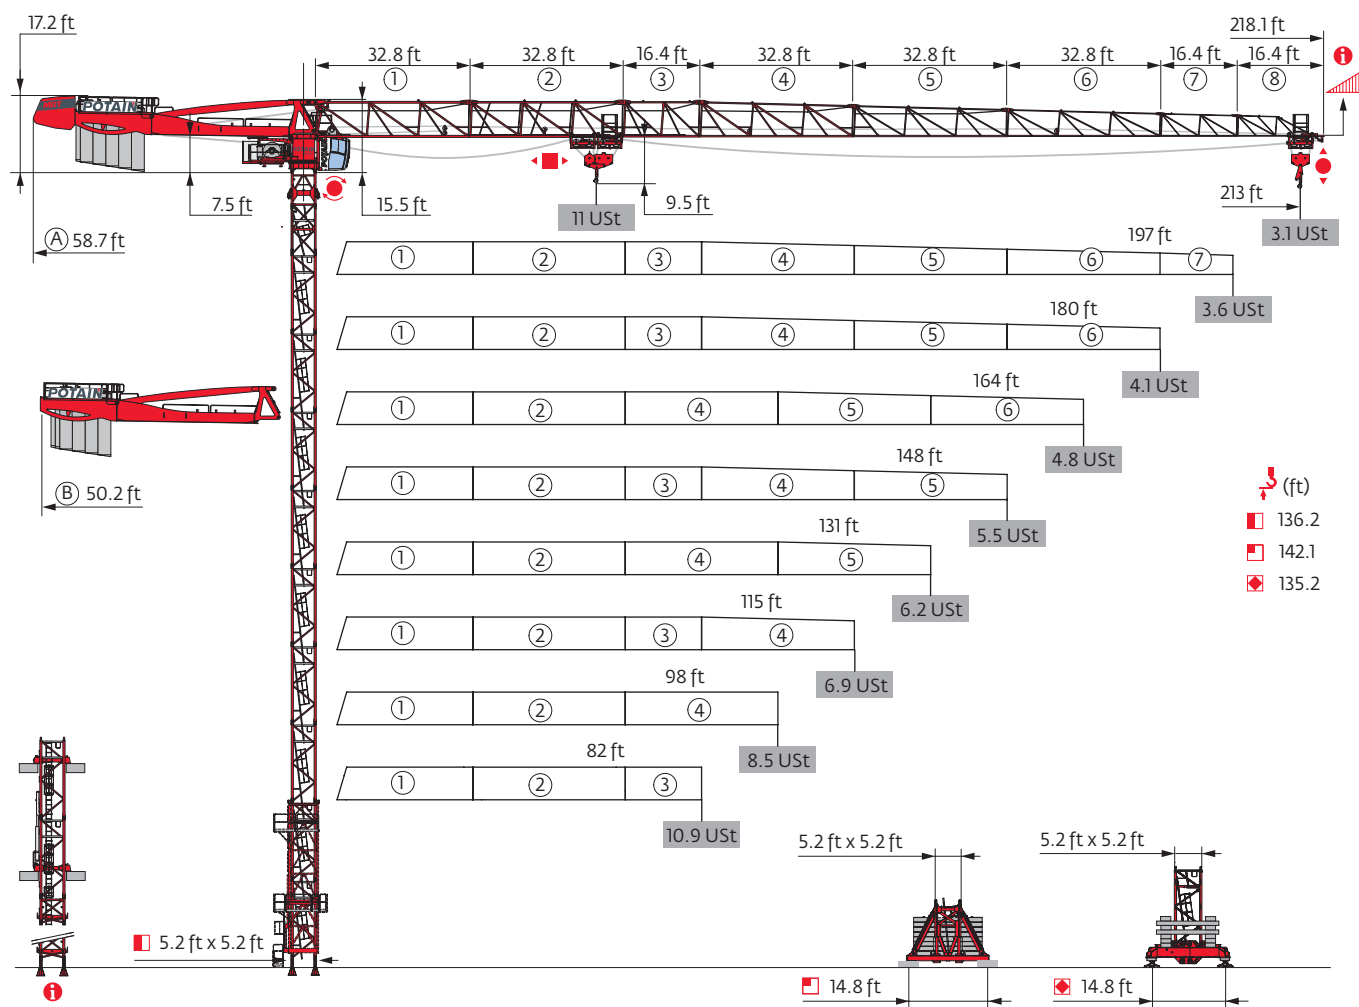 17.2 ft
218.1 ft
32.8 ft 32.8 ft 16.4 ft 32.8 ft 32.8 ft 32.8 ft 16.4 ft 16.4 ft
1 2 3 4 5 6 7 8
i
POTAIN
POTAIN
7.5 ft
15.5 ft
9.5 ft
213 ft
11 USt
3.1 USt
A 58.7 ft
197 ft
1 2 3 4 5 6 7
3.6 USt
180 ft
1 2 3 4 5 6
4.1 USt
POTAIN
164 ft
1 2 4 5 6
4.8 USt
B 50.2 ft
148 ft
1 2 3 4 5
5.5 USt
(ft)
136.2
142.1
135.2
131 ft
1 2 4 5
6.2 USt
115 ft
1 2 3 4
6.9 USt
98 ft
1 2 4
8.5 USt
82 ft
1 2 3
10.9 USt
5.2 ft x 5.2 ft
5.2 ft x 5.2 ft
5.2 ft x 5.2 ft
i
14.8 ft
14.8 ft